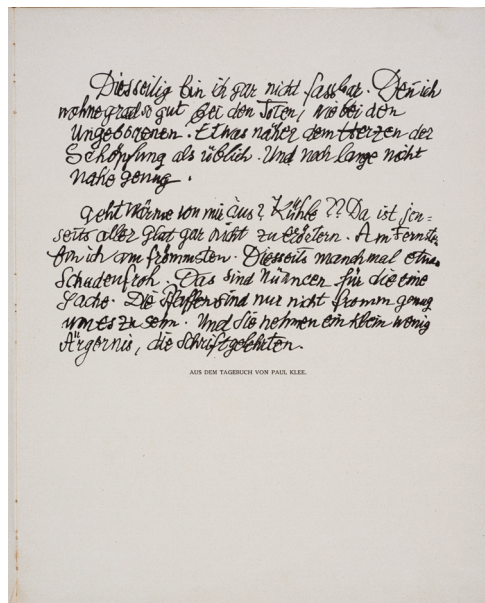 Diesseitig bin ich gar nicht fassbar. Deñ ich
wohne grad so gut bei den Toten, wie bei den
Ungeborenen. Etwas näher dem Herzen der
Schöpfung als üblich. Und noch lange nicht
nahe genug.
Geht Wärme von mir aus? Kühle?? Da ist jen=
seits aller Glut gar nicht zu erörtern. Am Fernsten
bin ich am frömmsten. Diesseits manchmal etwas
Schadenfroh. Das sind Nüancen für die eine
Sache. Die Pfaffen sind nur nicht fromm genug
um es zu sehn. Und sie nehmen ein klein wenig
Ärgernis, die Schriftgelehrten.
AUS DEM TAGEBUCH VON PAUL KLEE.